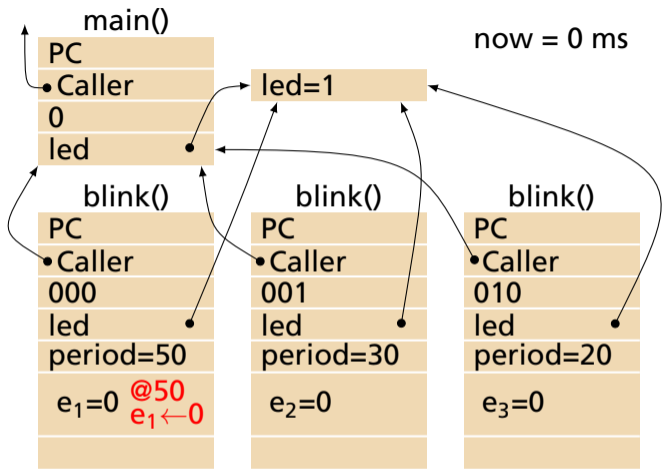 main()
PC
Caller
0
led
led=1
now = 0 ms
blink()
PC
Caller
000
led
period=50
e₁=0 @50
e₁←0
blink()
PC
Caller
001
led
period=30
e₂=0
blink()
PC
Caller
010
led
period=20
e₃=0